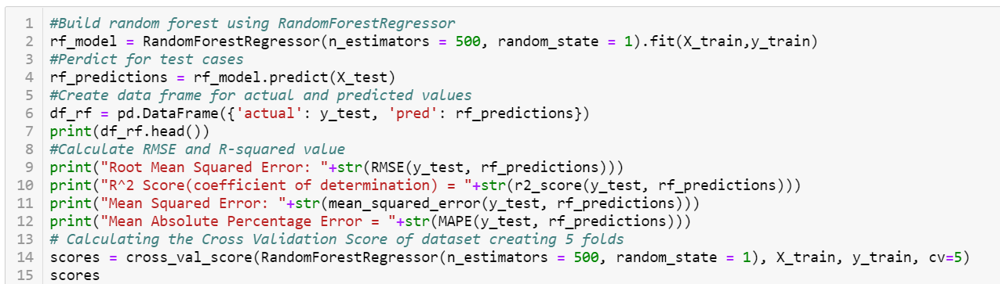 1 #Build random forest using RandomForestRegressor
2 rf_model = RandomForestRegressor(n_estimators = 500, random_state = 1).fit(X_train,y_train)
3 #Perdict for test cases
4 rf_predictions = rf_model.predict(X_test)
5 #Create data frame for actual and predicted values
6 df_rf = pd.DataFrame({'actual': y_test, 'pred': rf_predictions})
7 print(df_rf.head())
8 #Calculate RMSE and R-squared value
9 print("Root Mean Squared Error: "+str(RMSE(y_test, rf_predictions)))
10 print("R^2 Score(coefficient of determination) = "+str(r2_score(y_test, rf_predictions)))
11 print("Mean Squared Error: "+str(mean_squared_error(y_test, rf_predictions)))
12 print("Mean Absolute Percentage Error = "+str(MAPE(y_test, rf_predictions)))
13 # Calculating the Cross Validation Score of dataset creating 5 folds
14 scores = cross_val_score(RandomForestRegressor(n_estimators = 500, random_state = 1), X_train, y_train, cv=5)
15 scores